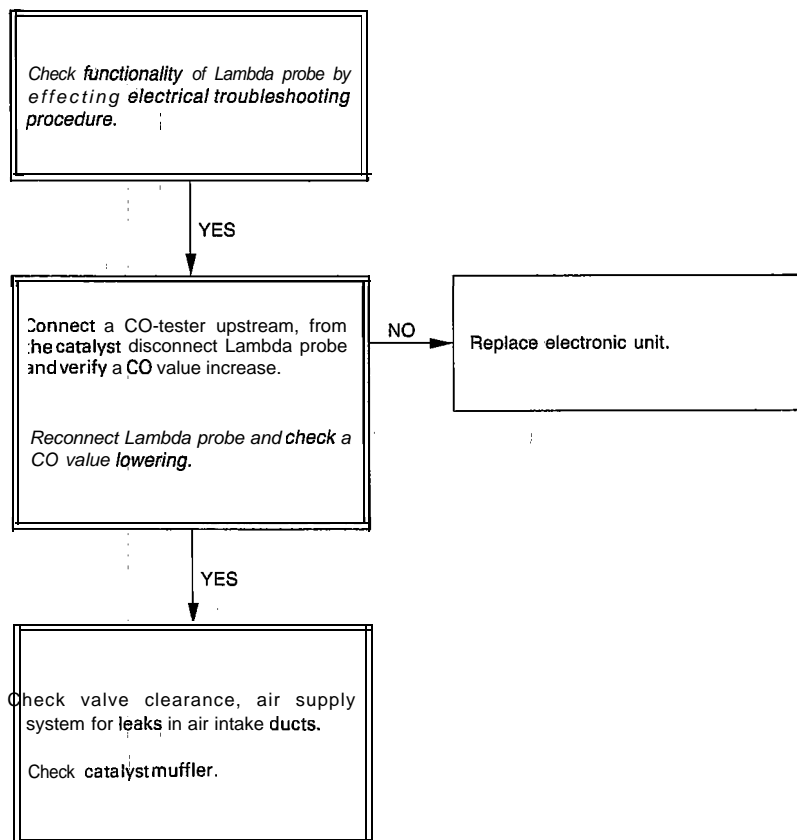 Check functionality of Lambda probe by
effecting electrical troubleshooting
procedure.
YES
Connect a CO-tester upstream, from
the catalyst disconnect Lambda probe
and verify a CO value increase.
NO
Replace electronic unit.
Reconnect Lambda probe and check a
CO value lowering.
YES
Check valve clearance, air supply
system for leaks in air intake ducts.
Check catalyst muffler.